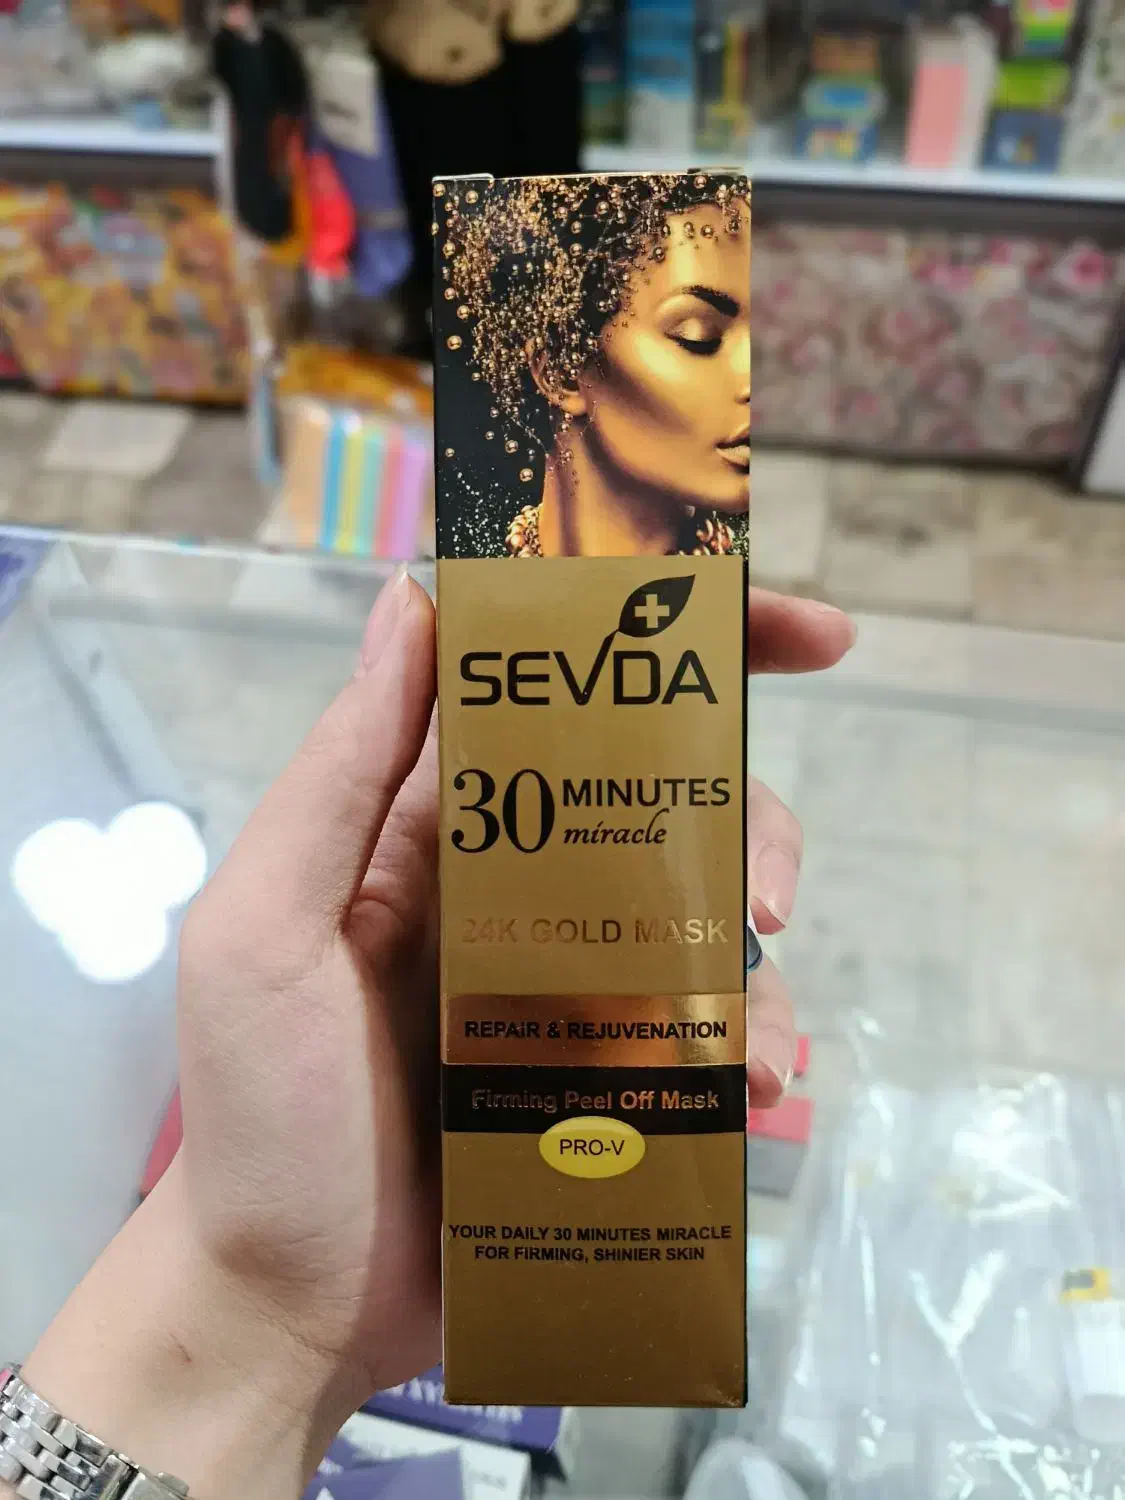 SEVDA
30 MINUTES
miracle
24K GOLD MASK
REPAIR & REJUVENATION
Firming Peel Off Mask
PRO-V
YOUR DAILY 30 MINUTES MIRACLE
FOR FIRMING, SHINIER SKIN